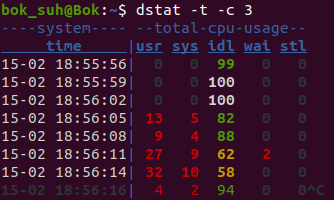 bok_suh@Bok:~$ dstat -t -c 3
----system---- --total-cpu-usage--
     time     |usr sys idl wai stl
15-02 18:55:56|  0   0  99   0   0
15-02 18:55:59|  0   0 100   0   0
15-02 18:56:02|  0   0 100   0   0
15-02 18:56:05| 13   5  82   0   0
15-02 18:56:08|  9   4  88   0   0
15-02 18:56:11| 27   9  62   2   0
15-02 18:56:14| 32  10  58   0   0
15-02 18:56:16|  4   2  94   0   0^C